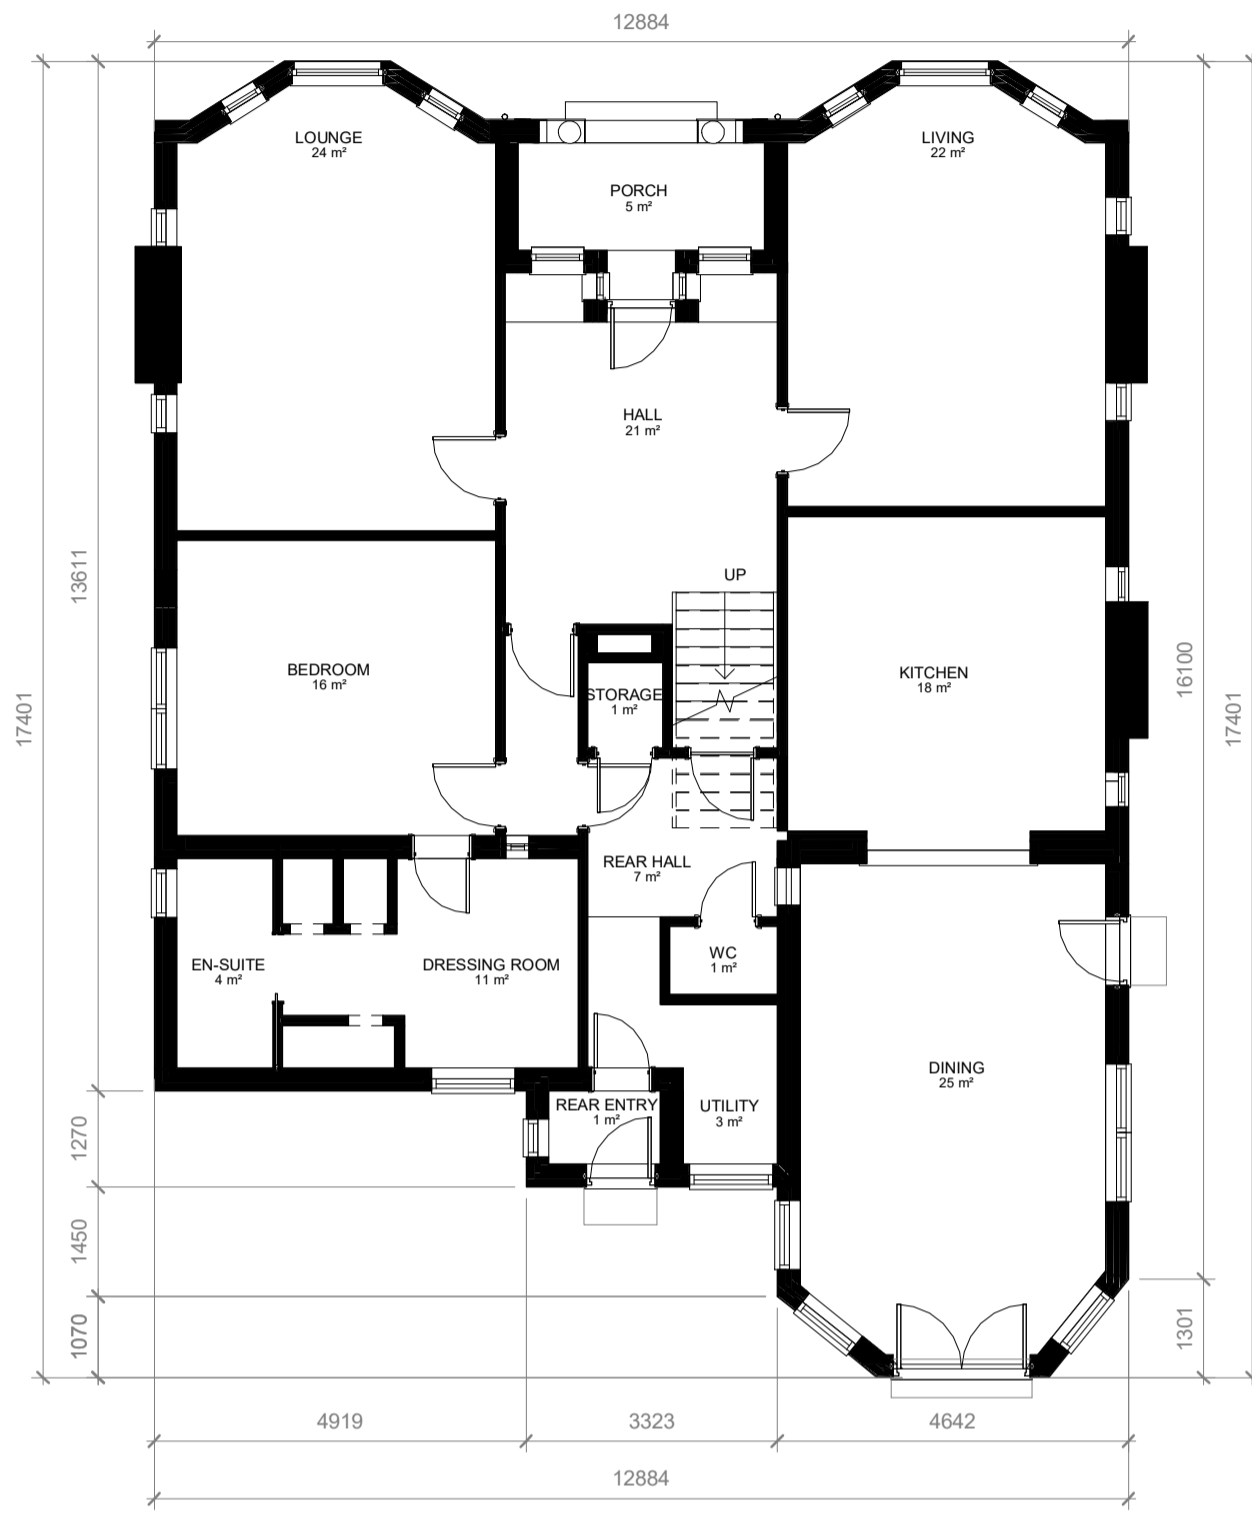 12884
LOUNGE
24 m²
LIVING
22 m²
PORCH
5 m²
HALL
21 m²
13611
UP
BEDROOM
16 m²
STORAGE
1 m²
KITCHEN
18 m²
16100
17401
17401
REAR HALL
7 m²
EN-SUITE
4 m²
DRESSING ROOM
11 m²
WC
1 m²
DINING
25 m²
REAR ENTRY
1 m²
UTILITY
3 m²
1270
1450
1070
1301
4919
3323
4642
12884